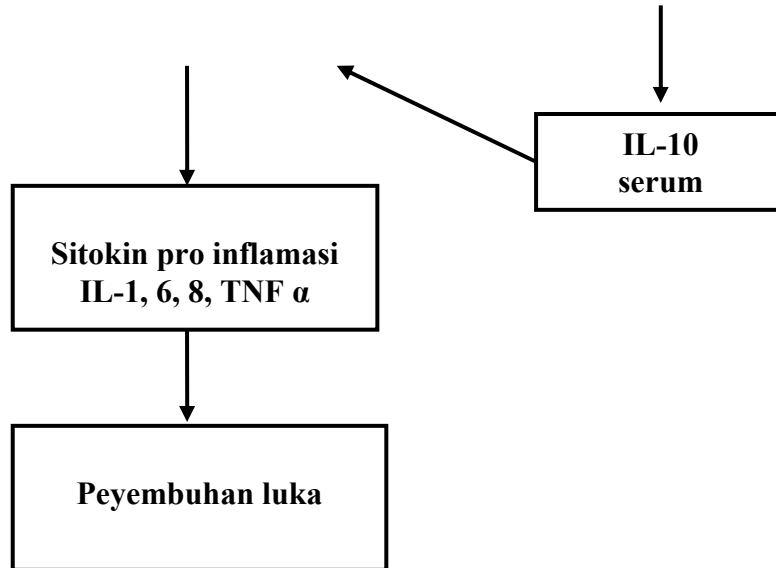 IL-10
serum
Sitokin pro inflamasi
IL-1, 6, 8, TNF α
Peyembuhan luka